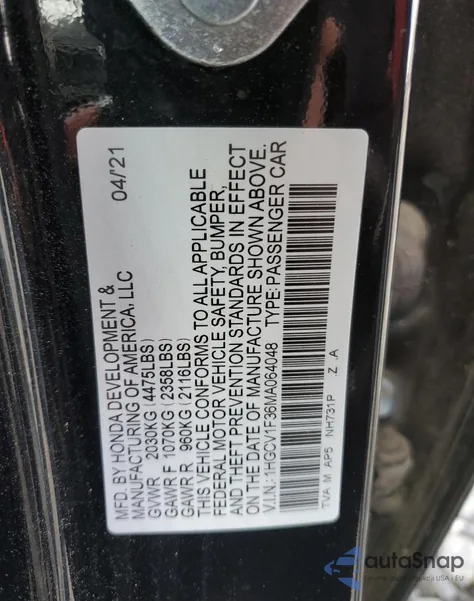 MFD. BY HONDA DEVELOPMENT & 04/21
MANUFACTURING OF AMERICA, LLC
GVWR 2030KG (4475LBS)
GAWR F 1070KG (2358LBS)
GAWR R 960KG (2116LBS)
THIS VEHICLE CONFORMS TO ALL APPLICABLE
FEDERAL MOTOR VEHICLE SAFETY, BUMPER,
AND THEFT PREVENTION STANDARDS IN EFFECT
ON THE DATE OF MANUFACTURE SHOWN ABOVE.
V.I.N.: 1HGCV1F36MA064048 TYPE: PASSENGER CAR
TVA M AP5 NH731P Z .A
autoSnap
USA i EU